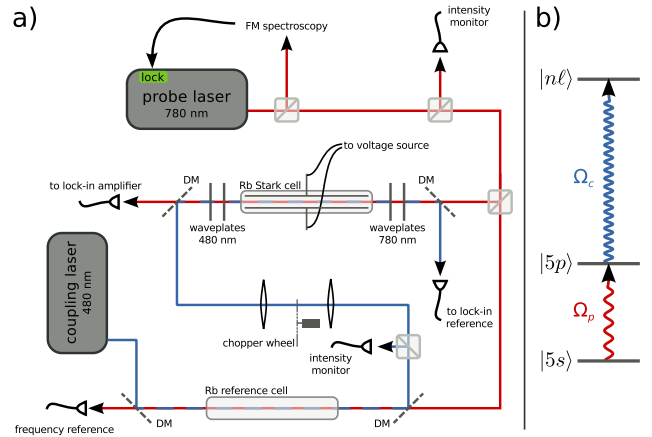 a)
FM spectroscopy
intensity
monitor
lock
probe laser
780 nm
to voltage source
to lock-in amplifier
DM
Rb Stark cell
DM
waveplates
480 nm
waveplates
780 nm
coupling laser
480 nm
chopper wheel
to lock-in
reference
intensity
monitor
Rb reference cell
DM
DM
frequency reference
b)
|nℓ⟩
Ωc
|5p⟩
Ωp
|5s⟩